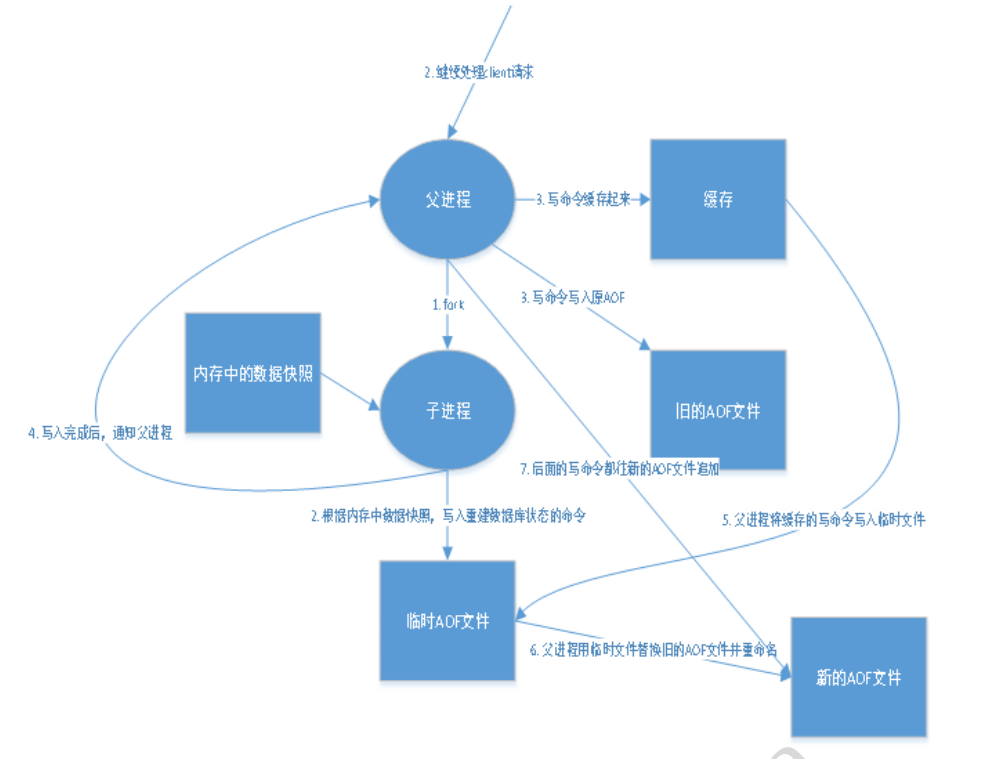 2.继续处理client请求
父进程
3.写命令缓存起来
缓存
1.fork
3.写命令写入原AOF
内存中的数据快照
子进程
旧的AOF文件
4.写入完成后，通知父进程
7.后面的写命令都往新的AOF文件追加
2.根据内存中数据快照，写入重建数据库状态的命令
5.父进程将缓存的写命令写入临时文件
临时AOF文件
6.父进程用临时文件替换旧的AOF文件并重命名
新的AOF文件